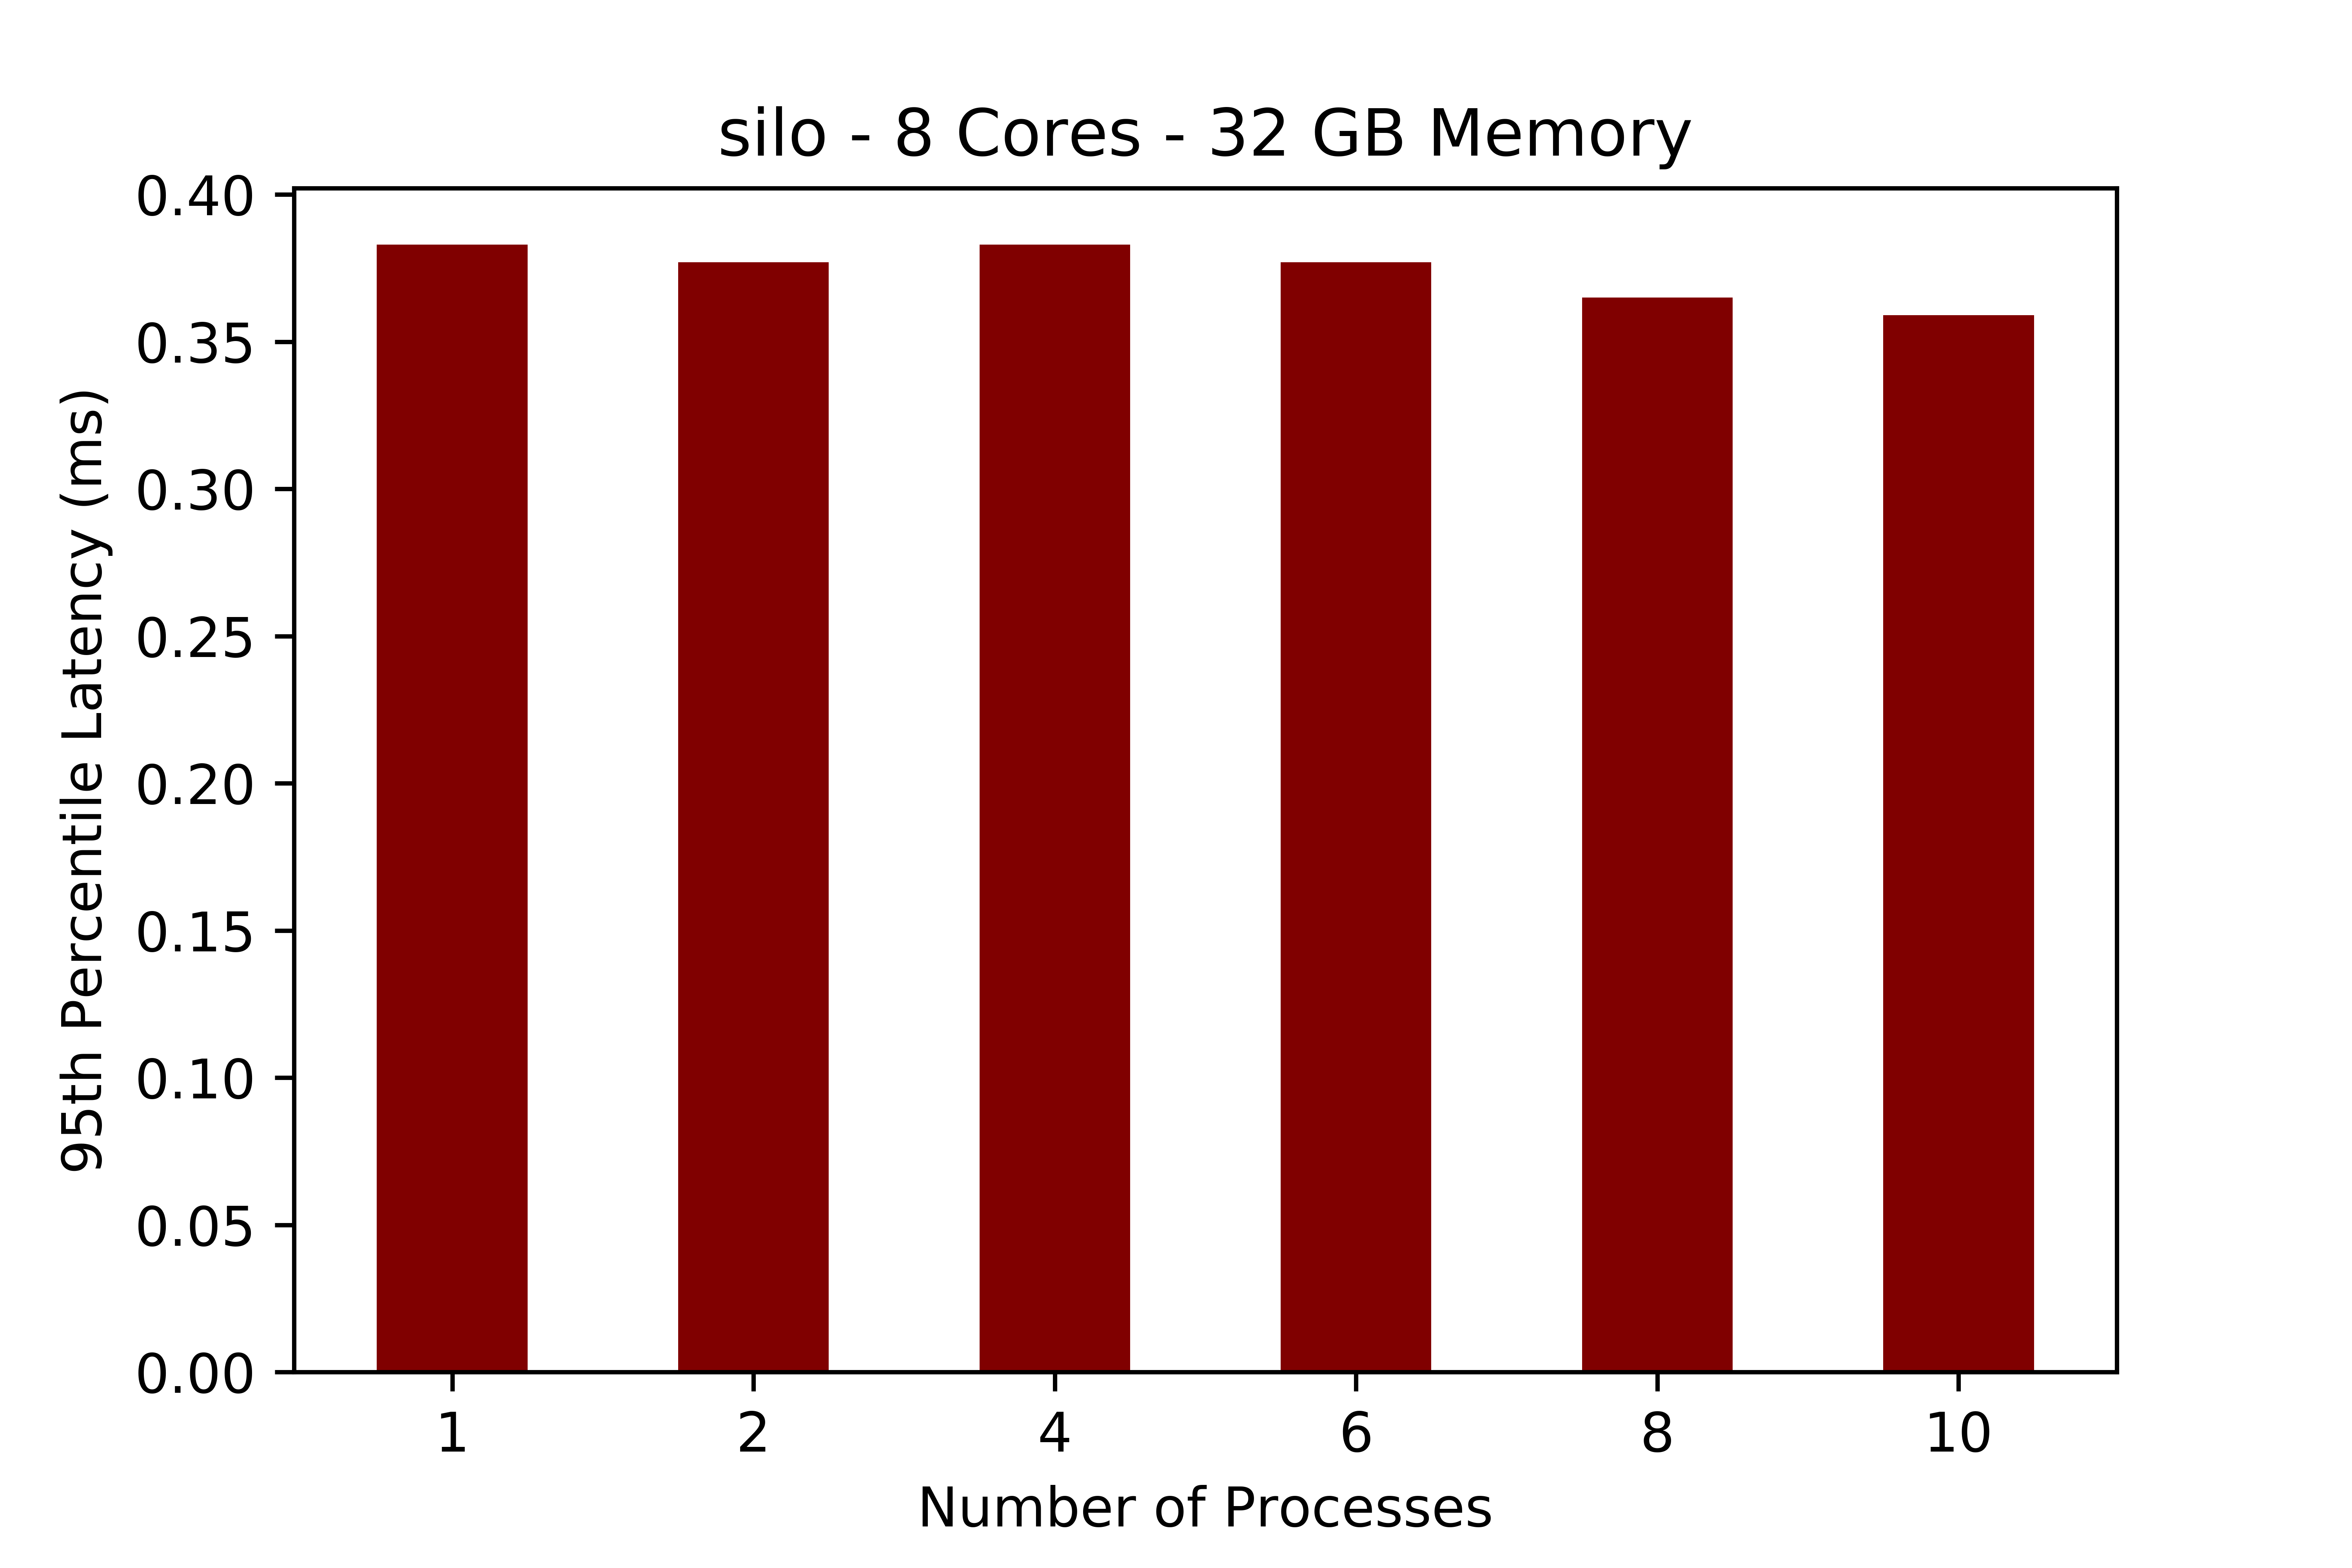 silo - 8 Cores - 32 GB Memory
95th Percentile Latency (ms)
0.40
0.35
0.30
0.25
0.20
0.15
0.10
0.05
0.00
1 2 4 6 8 10
Number of Processes